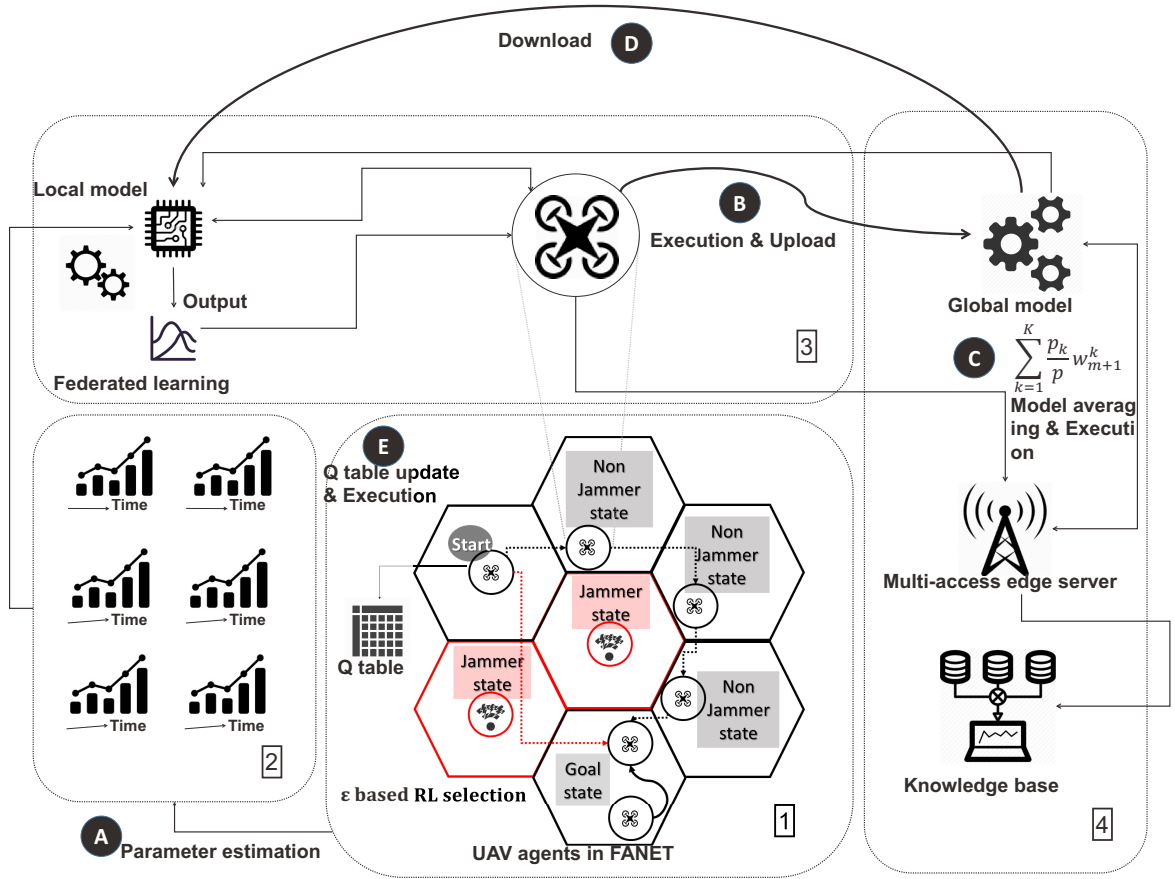 Download
D
Local model
B
Execution & Upload
Output
Global model
3
Federated learning
C
K
∑ p_k/p w^k_{m+1}
k=1
Model averag
ing & Executi
on
Time
Time
Time
Time
Time
Time
2
E
Q table update
& Execution
Non
Jammer
state
Start
Non
Jammer
state
Jammer
state
Q table
Jammer
state
Non
Jammer
state
Goal
state
ε based RL selection
1
UAV agents in FANET
A
Parameter estimation
Multi-access edge server
Knowledge base
4